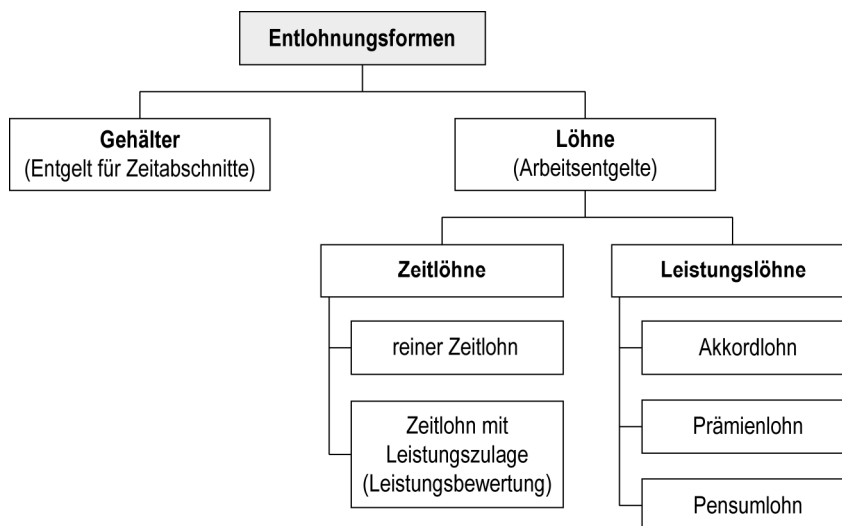 Entlohnungsformen
Gehälter
(Entgelt für Zeitabschnitte)
Löhne
(Arbeitsentgelte)
Zeitlöhne
reiner Zeitlohn
Zeitlohn mit
Leistungszulage
(Leistungsbewertung)
Leistungslöhne
Akkordlohn
Prämienlohn
Pensumlohn